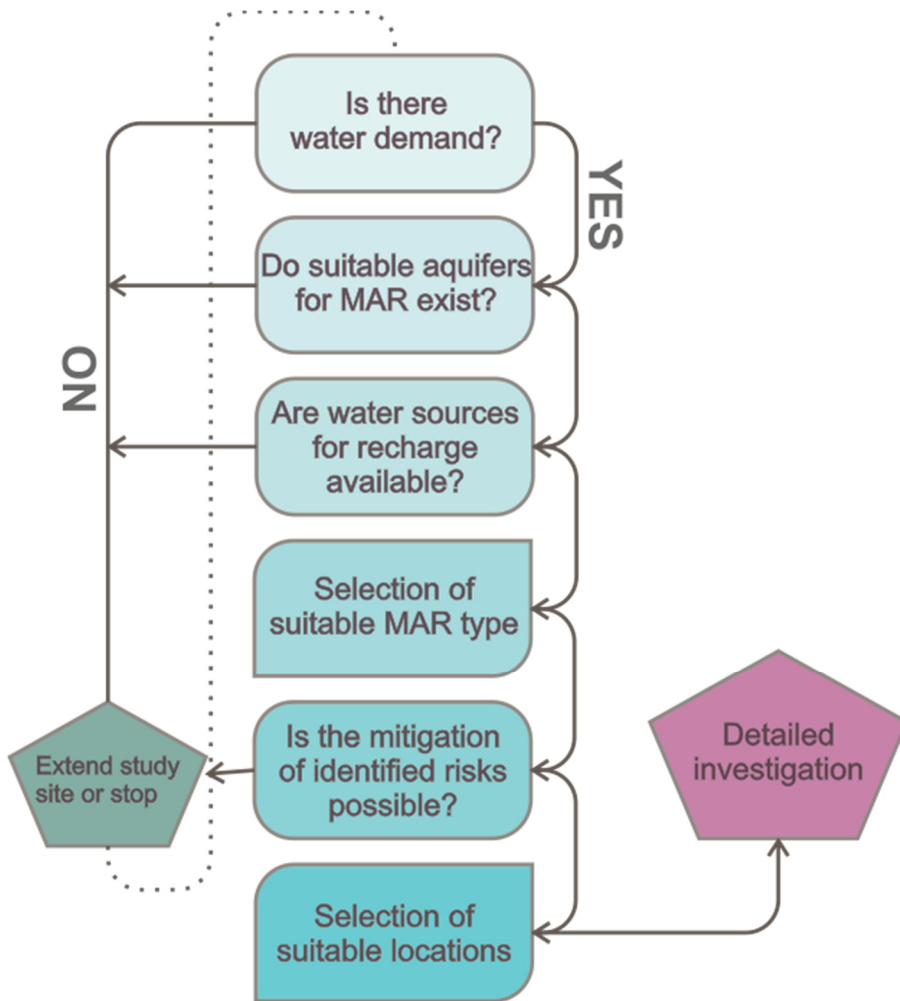 Is there
water demand?
YES
Do suitable aquifers
for MAR exist?
NO
Are water sources
for recharge
available?
Selection of
suitable MAR type
Is the mitigation
of identified risks
possible?
Extend study
site or stop
Detailed
investigation
Selection of
suitable locations